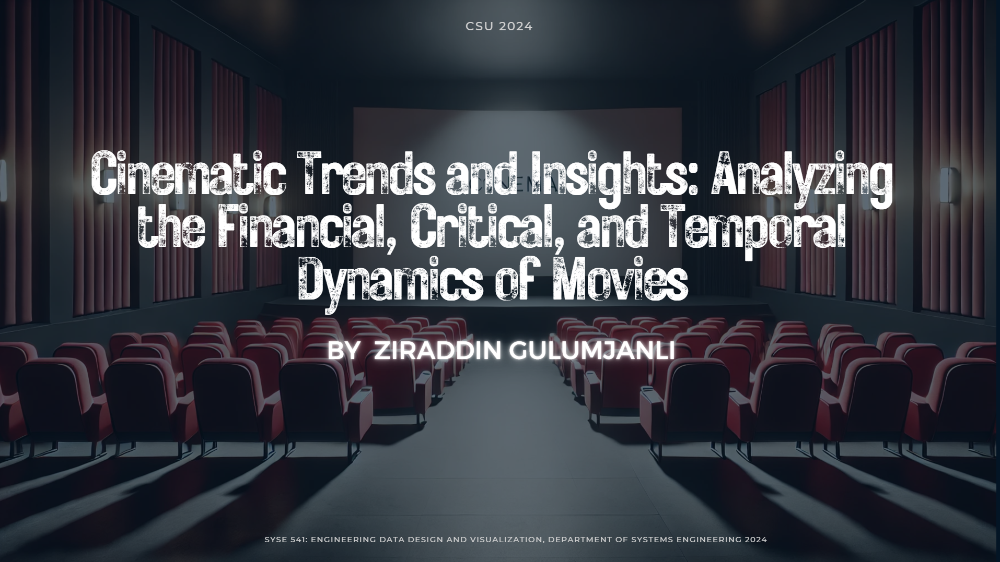 CSU 2024
Cinematic Trends and Insights: Analyzing
the Financial, Critical, and Temporal
Dynamics of Movies
BY ZIRADDIN GULUMJANLI
SYSE 541: ENGINEERING DATA DESIGN AND VISUALIZATION, DEPARTMENT OF SYSTEMS ENGINEERING 2024